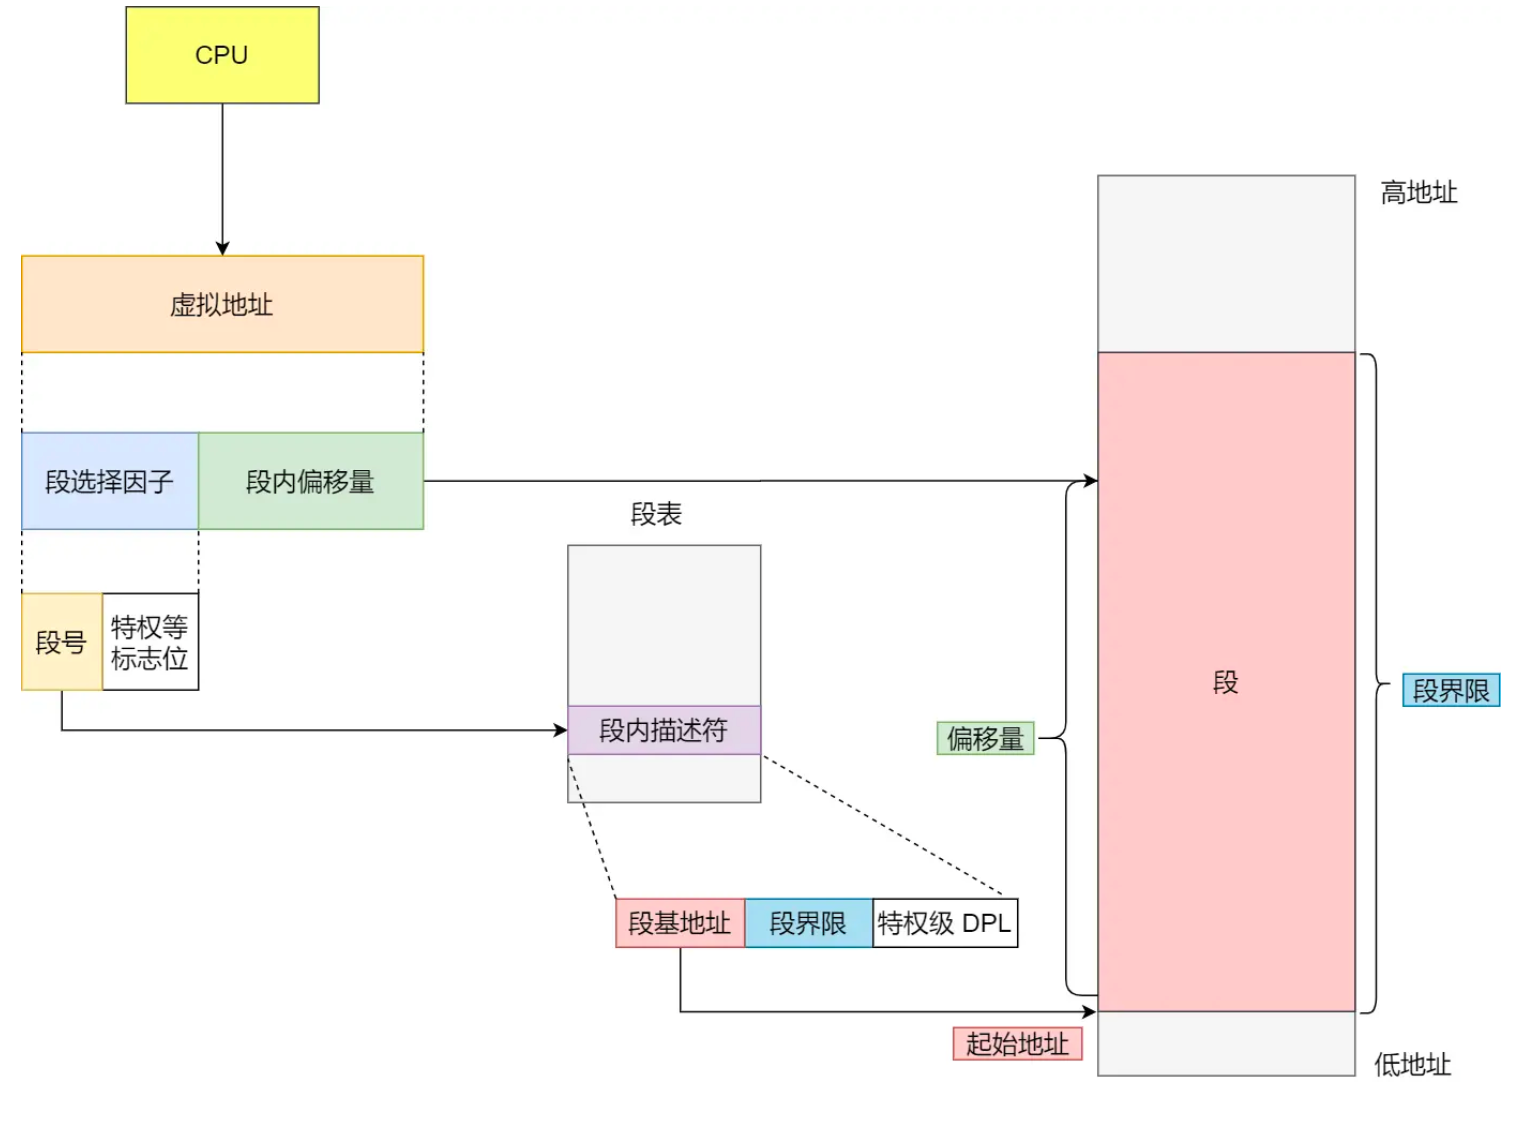 CPU
高地址
虚拟地址
段选择因子
段内偏移量
段表
段号
特权等
标志位
段内描述符
段
段界限
偏移量
段基地址
段界限
特权级 DPL
起始地址
低地址